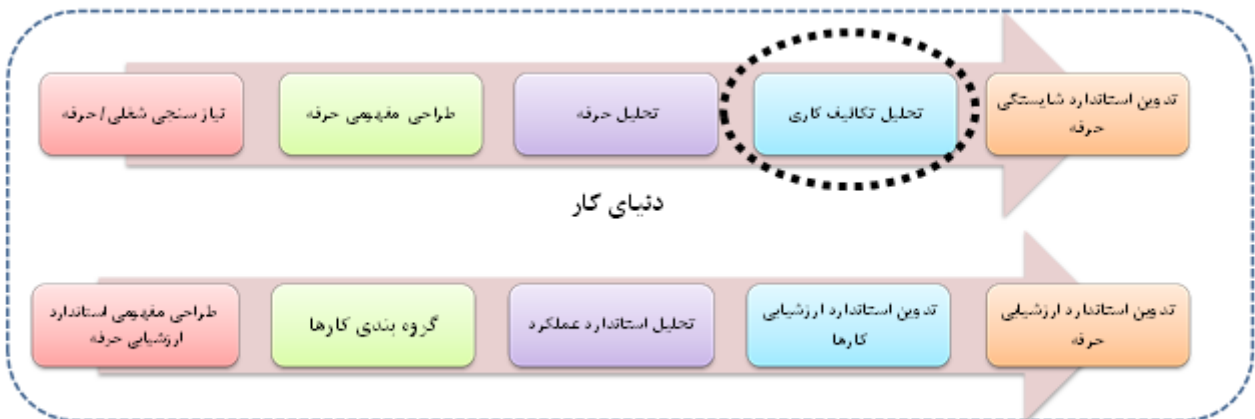 نیاز سنجی شغلی/ حرفه
طراحی مفهومی حرفه
تحلیل حرفه
تحلیل تکالیف کاری
تدوین استاندارد شایستگی
حرفه
دنیای کار
طراحی مفهومی استاندارد
ارزشیابی حرفه
گروه بندی کارها
تحلیل استاندارد عملکرد
تدوین استاندارد ارزشیابی
کارها
تدوین استاندارد ارزشیابی
حرفه